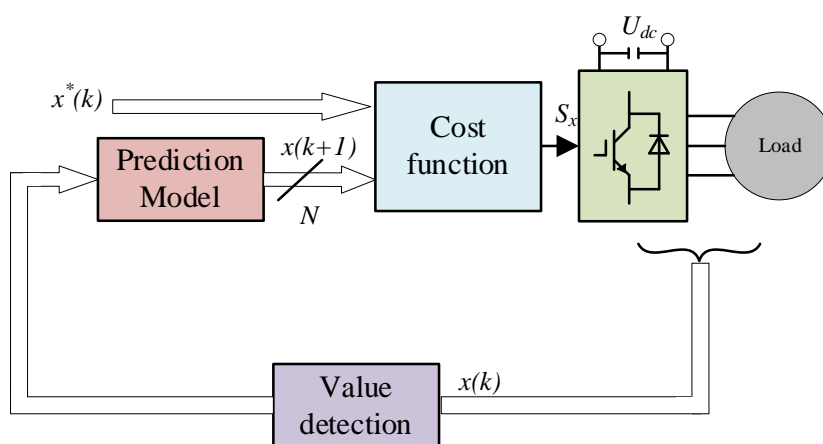 U_dc
x*(k)
Cost
function
S_x
Load
Prediction
Model
x(k+1)
N
Value
detection
x(k)